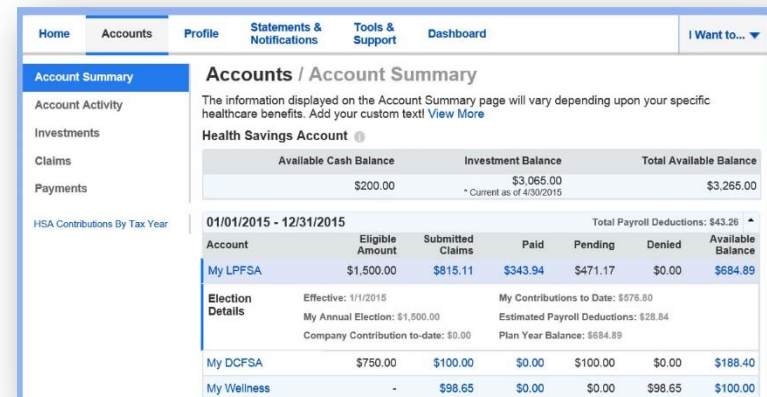 Home Accounts Profile Statements & Notifications Tools & Support Dashboard I Want to...
Account Summary
Account Activity
Investments
Claims
Payments
HSA Contributions By Tax Year
Accounts / Account Summary
The information displayed on the Account Summary page will vary depending upon your specific
healthcare benefits. Add your custom text! View More
Health Savings Account
Available Cash Balance Investment Balance Total Available Balance
$200.00 $3,065.00 $3,265.00
* Current as of 4/30/2015
01/01/2015 - 12/31/2015 Total Payroll Deductions: $43.26
Account Eligible Amount Submitted Claims Paid Pending Denied Available Balance
My LPFSA $1,500.00 $815.11 $343.94 $471.17 $0.00 $684.89
Election Details
Effective: 1/1/2015 My Contributions to Date: $576.80
My Annual Election: $1,500.00 Estimated Payroll Deductions: $28.84
Company Contribution to-date: $0.00 Plan Year Balance: $684.89
My DCFSA $750.00 $100.00 $0.00 $100.00 $0.00 $188.40
My Wellness - $98.65 $0.00 $0.00 $98.65 $100.00